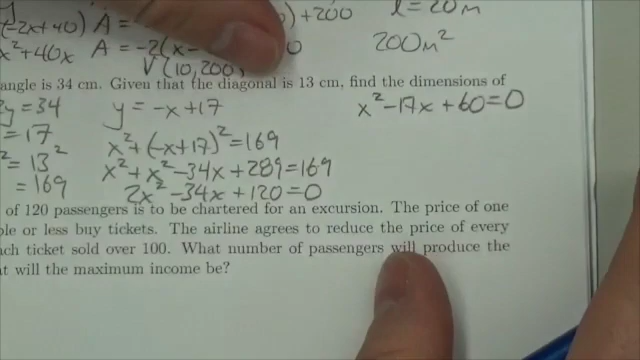 (-2x+40) A =
) +200
l = 20m
x² + 40x A = -2(x -
0
200m²
V (10,200)
angle is 34 cm. Given that the diagonal is 13 cm, find the dimensions of
2y = 34
y = -x + 17
x² - 17x + 60 = 0
= 17
x² + (-x+17)² = 169
² = 13²
x² + x² - 34x + 289 = 169
= 169
2x² - 34x + 120 = 0
of 120 passengers is to be chartered for an excursion. The price of one
ple or less buy tickets. The airline agrees to reduce the price of every
ach ticket sold over 100. What number of passengers will produce the
t will the maximum income be?